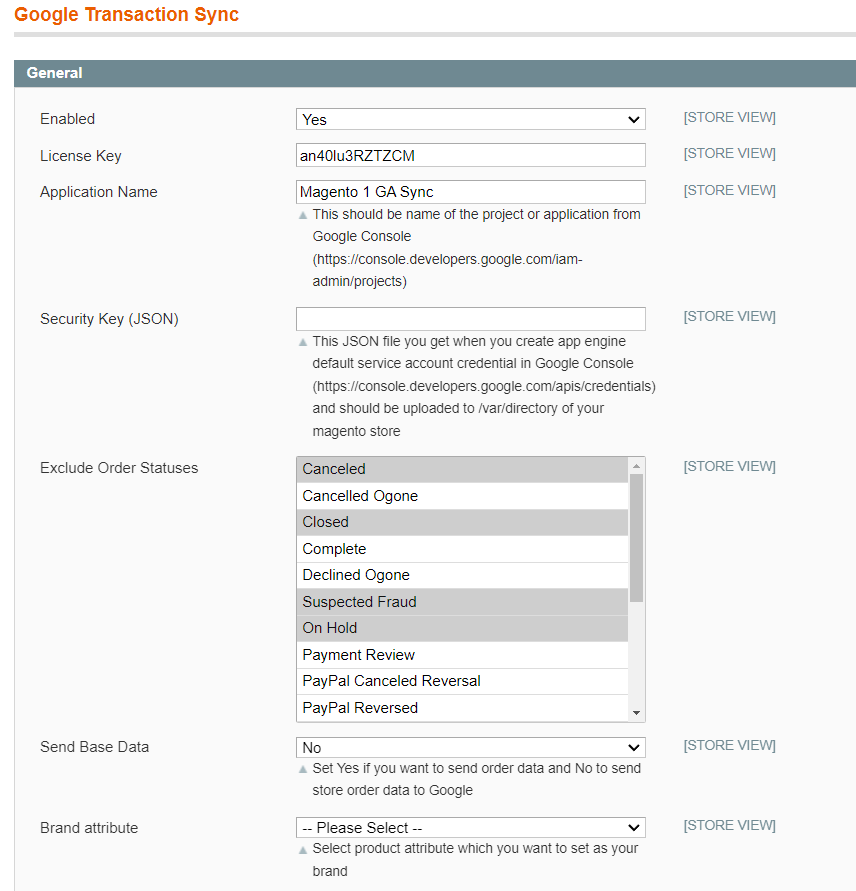 Google Transaction Sync
General
Enabled
Yes
[STORE VIEW]
License Key
an40lu3RZTZCM
[STORE VIEW]
Application Name
Magento 1 GA Sync
[STORE VIEW]
This should be name of the project or application from
Google Console
(https://console.developers.google.com/iam-
admin/projects)
Security Key (JSON)
[STORE VIEW]
This JSON file you get when you create app engine
default service account credential in Google Console
(https://console.developers.google.com/apis/credentials)
and should be uploaded to /var/directory of your
magento store
Exclude Order Statuses
[STORE VIEW]
Canceled
Cancelled Ogone
Closed
Complete
Declined Ogone
Suspected Fraud
On Hold
Payment Review
PayPal Canceled Reversal
PayPal Reversed
Send Base Data
No
[STORE VIEW]
Set Yes if you want to send order data and No to send
store order data to Google
Brand attribute
-- Please Select --
[STORE VIEW]
Select product attribute which you want to set as your
brand